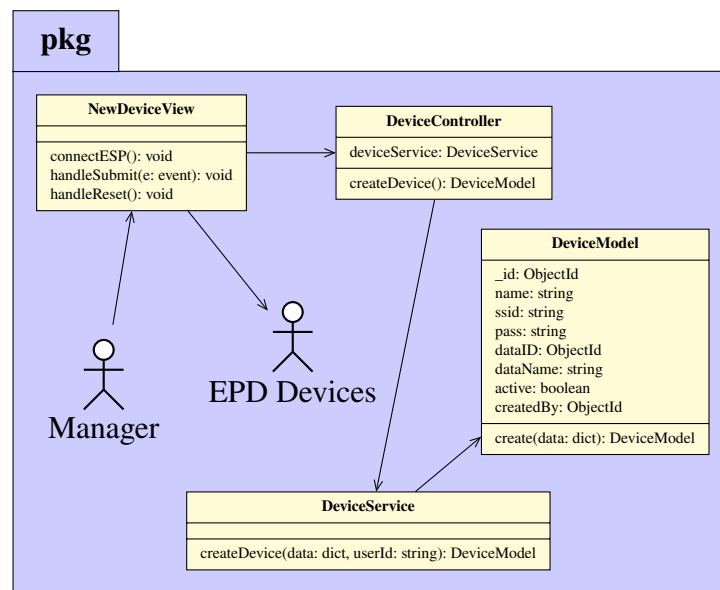 pkg
NewDeviceView
connectESP(): void
handleSubmit(e: event): void
handleReset(): void
DeviceController
deviceService: DeviceService
createDevice(): DeviceModel
DeviceModel
_id: ObjectId
name: string
ssid: string
pass: string
dataID: ObjectId
dataName: string
active: boolean
createdBy: ObjectId
create(data: dict): DeviceModel
EPD Devices
Manager
DeviceService
createDevice(data: dict, userId: string): DeviceModel